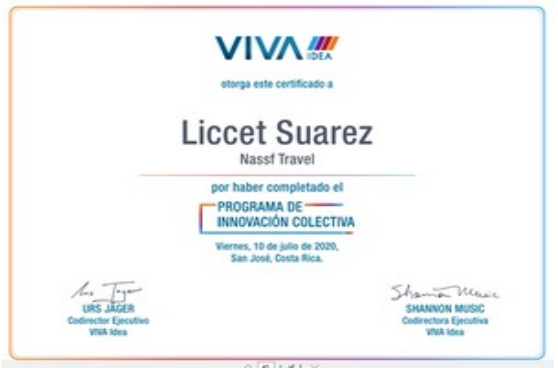 VIVA
IDEA
otorga este certificado a
Liccet Suarez
Nassf Travel
por haber completado el
PROGRAMA DE
INNOVACIÓN COLECTIVA
Viernes, 10 de julio de 2020,
San José, Costa Rica.
URS JÄGER
Codirector Ejecutivo
VIVA Idea
SHANNON MUSIC
Codirectora Ejecutiva
VIVA Idea